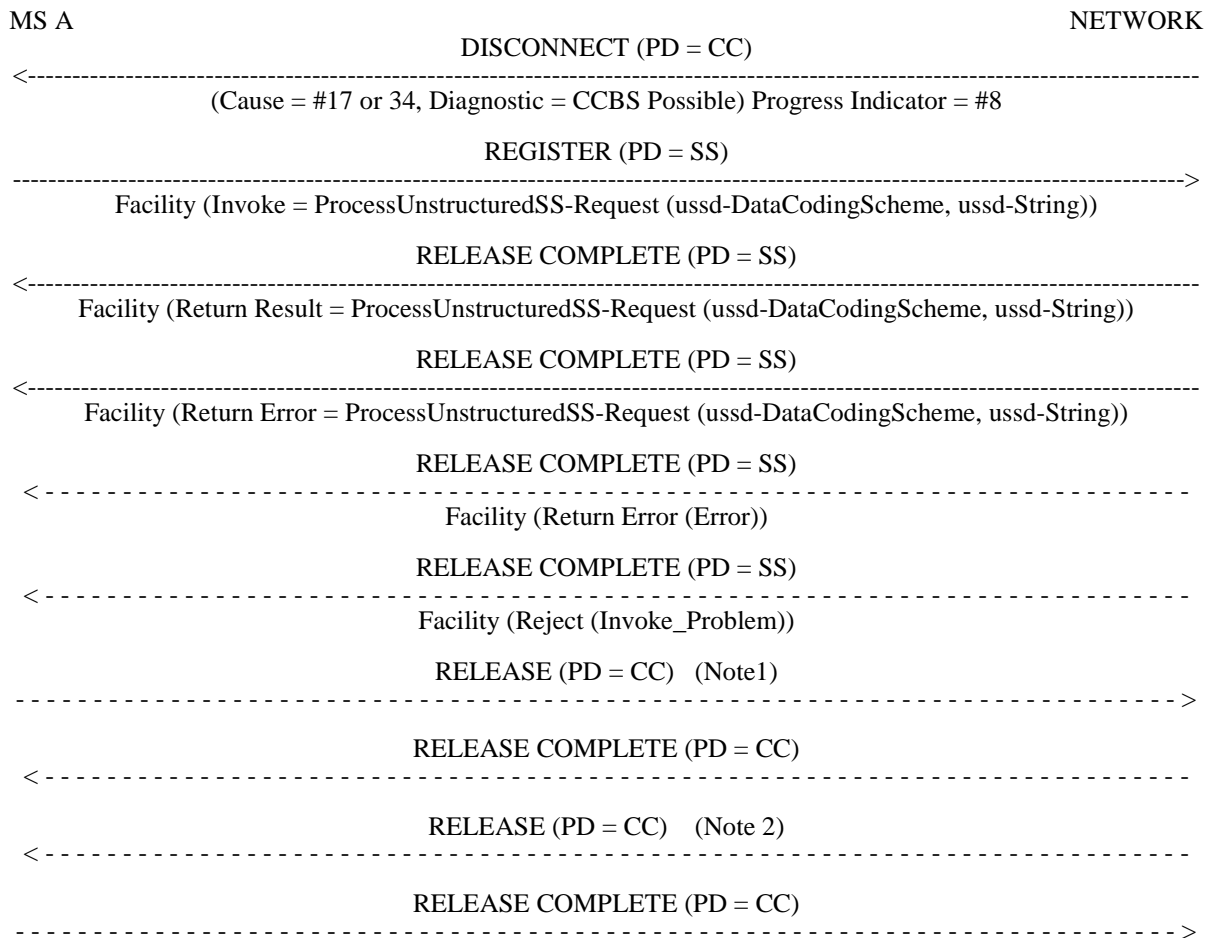 MS A NETWORK
DISCONNECT (PD = CC)
(Cause = #17 or 34, Diagnostic = CCBS Possible) Progress Indicator = #8
REGISTER (PD = SS)
Facility (Invoke = ProcessUnstructuredSS-Request (ussd-DataCodingScheme, ussd-String))
RELEASE COMPLETE (PD = SS)
Facility (Return Result = ProcessUnstructuredSS-Request (ussd-DataCodingScheme, ussd-String))
RELEASE COMPLETE (PD = SS)
Facility (Return Error = ProcessUnstructuredSS-Request (ussd-DataCodingScheme, ussd-String))
RELEASE COMPLETE (PD = SS)
Facility (Return Error (Error))
RELEASE COMPLETE (PD = SS)
Facility (Reject (Invoke_Problem))
RELEASE (PD = CC) (Note1)
RELEASE COMPLETE (PD = CC)
RELEASE (PD = CC) (Note 2)
RELEASE COMPLETE (PD = CC)